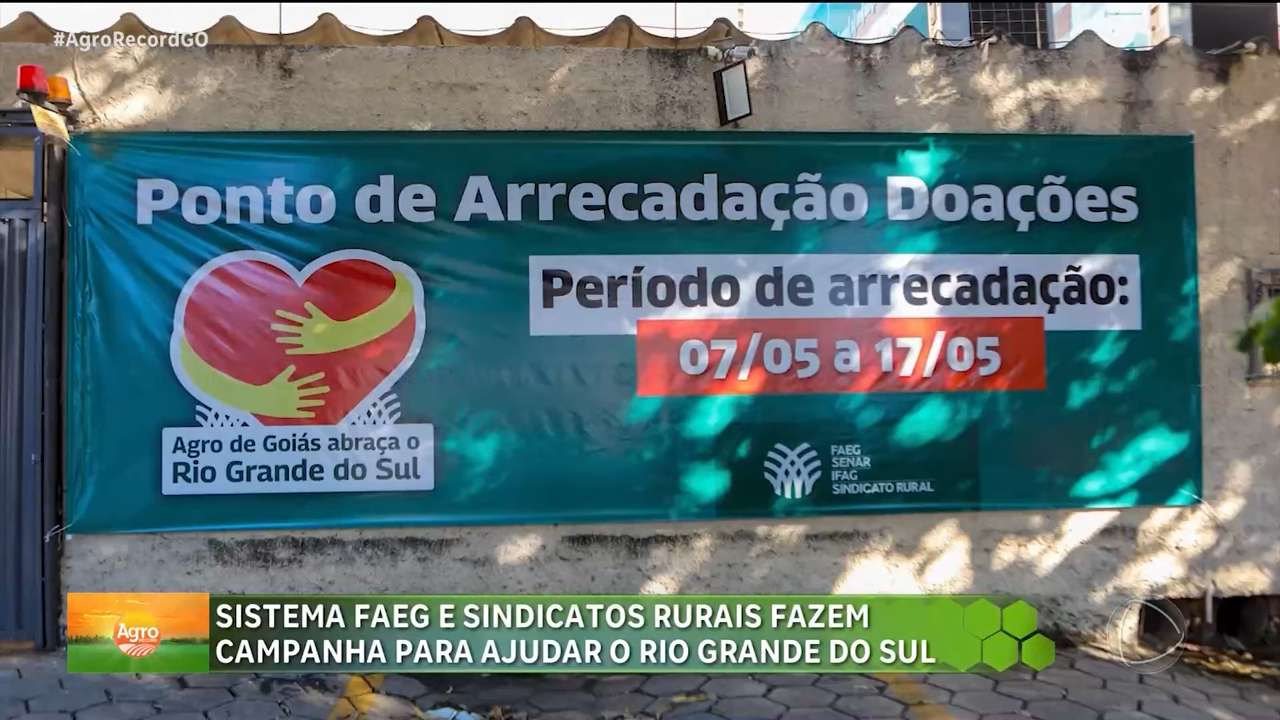 #AgroRecordGO
Ponto de Arrecadação Doações
Período de arrecadação:
07/05 a 17/05
Agro de Goiás abraça o
Rio Grande do Sul
FAEG
SENAR
IFAG
SINDICATO RURAL
Agro
SISTEMA FAEG E SINDICATOS RURAIS FAZEM
CAMPANHA PARA AJUDAR O RIO GRANDE DO SUL